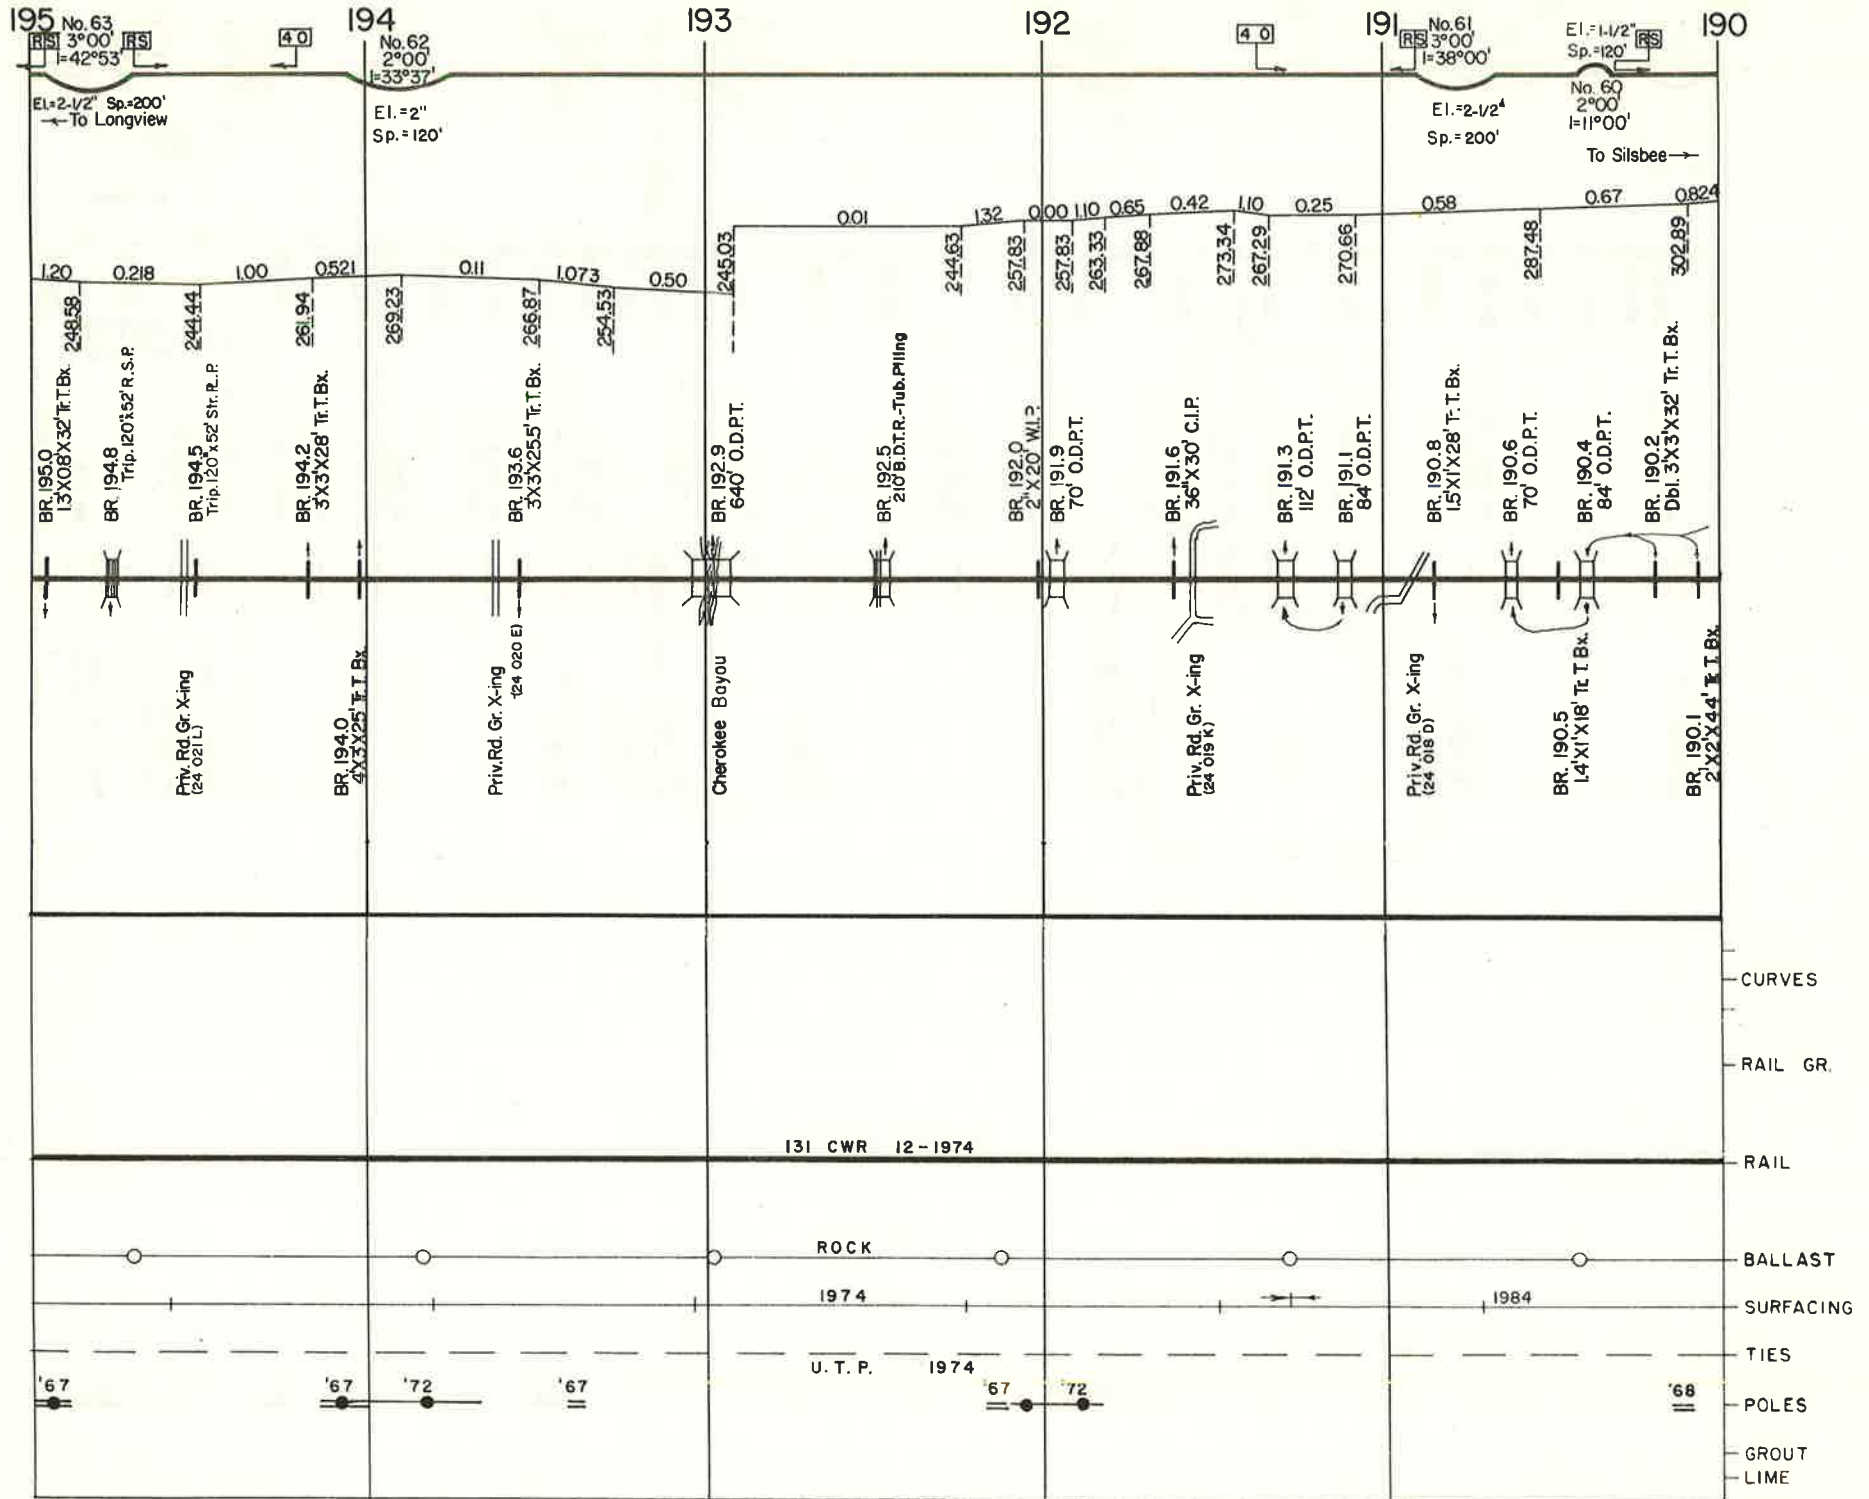 195 194 193 192 191 190
No. 63
3°00'
I=42°53'
RS RS
El.=2-1/2" Sp.=200'
To Longview
40
No. 62
2°00'
I=33°37'
El.=2"
Sp.=120'
40
RS
No. 61
3°00'
I=38°00'
El.=2-1/2"
Sp.=200'
El.=1-1/2"
Sp.=120'
RS
No. 60
2°00'
I=11°00'
To Silsbee
0.01 1.32 0.00 1.10 0.65 0.42 1.10 0.25 0.58 0.67 0.824
1.20 0.218 1.00 0.521 0.11 1.073 0.50
248.58
244.44
261.94
269.23
266.87
254.53
245.03
244.63
257.83
257.83
263.33
267.88
273.34
267.29
270.66
287.48
302.89
BR. 195.0
1.3'X0.8'X32' Tr. T. Bx.
BR. 194.8
Trip. 120"x52' R.S.P.
BR. 194.5
Trip. 120"x52' Str. R.P.
BR. 194.2
3'X3'X28' Tr. T. Bx.
BR. 193.6
3'X3'X25.5' Tr. T. Bx.
BR. 192.9
640' O.D.P.T.
BR. 192.5
210' B.D.T.R.-Tub. Piling
BR. 192.0
2"X20' W.I.P.
BR. 191.9
70' O.D.P.T.
BR. 191.6
36"X30' C.I.P.
BR. 191.3
112' O.D.P.T.
BR. 191.1
84' O.D.P.T.
BR. 190.8
1.5'X1'X28' Tr. T. Bx.
BR. 190.6
70' O.D.P.T.
BR. 190.4
84' O.D.P.T.
BR. 190.2
Dbl. 3'X3'X32' Tr. T. Bx.
Priv. Rd. Gr. X-ing
(24 021 L)
BR. 194.0
4'X3'X25' Tr. T. Bx.
Priv. Rd. Gr. X-ing
(24 020 E)
Cherokee Bayou
Priv. Rd. Gr. X-ing
(24 019 K)
Priv. Rd. Gr. X-ing
(24 018 D)
BR. 190.5
1.4'X1'X18' Tr. T. Bx.
BR. 190.1
2'X2'X44' Tr. T. Bx.
CURVES
RAIL GR.
131 CWR 12-1974
RAIL
ROCK
BALLAST
1974 1984
SURFACING
TIES
U.T.P. 1974
'67 '67 '72 '67 '67 '72 '68
POLES
GROUT
LIME